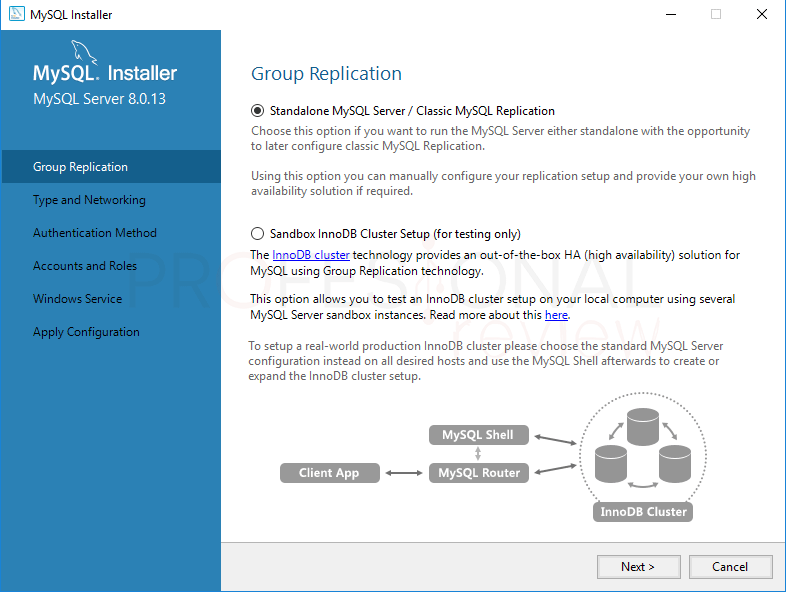 MySQL Installer
MySQL. Installer
MySQL Server 8.0.13
Group Replication
Type and Networking
Authentication Method
Accounts and Roles
Windows Service
Apply Configuration
Group Replication
Standalone MySQL Server / Classic MySQL Replication
Choose this option if you want to run the MySQL Server either standalone with the opportunity
to later configure classic MySQL Replication.
Using this option you can manually configure your replication setup and provide your own high
availability solution if required.
Sandbox InnoDB Cluster Setup (for testing only)
The InnoDB cluster technology provides an out-of-the-box HA (high availability) solution for
MySQL using Group Replication technology.
This option allows you to test an InnoDB cluster setup on your local computer using several
MySQL Server sandbox instances. Read more about this here.
To setup a real-world production InnoDB cluster please choose the standard MySQL Server
configuration instead on all desired hosts and use the MySQL Shell afterwards to create or
expand the InnoDB cluster setup.
MySQL Shell
Client App
MySQL Router
InnoDB Cluster
Next >
Cancel
PROFESIONAL
review